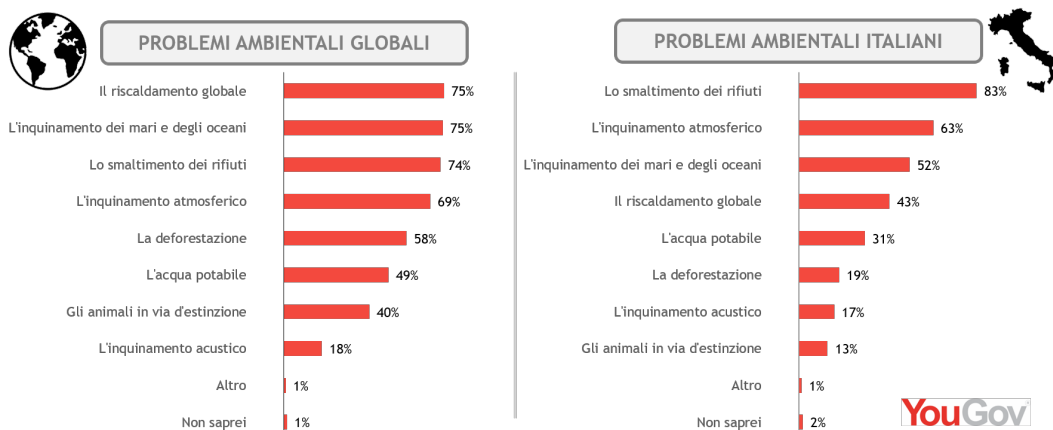 PROBLEMI AMBIENTALI GLOBALI
Il riscaldamento globale 75%
L'inquinamento dei mari e degli oceani 75%
Lo smaltimento dei rifiuti 74%
L'inquinamento atmosferico 69%
La deforestazione 58%
L'acqua potabile 49%
Gli animali in via d'estinzione 40%
L'inquinamento acustico 18%
Altro 1%
Non saprei 1%
PROBLEMI AMBIENTALI ITALIANI
Lo smaltimento dei rifiuti 83%
L'inquinamento atmosferico 63%
L'inquinamento dei mari e degli oceani 52%
Il riscaldamento globale 43%
L'acqua potabile 31%
La deforestazione 19%
L'inquinamento acustico 17%
Gli animali in via d'estinzione 13%
Altro 1%
Non saprei 2%
YouGov